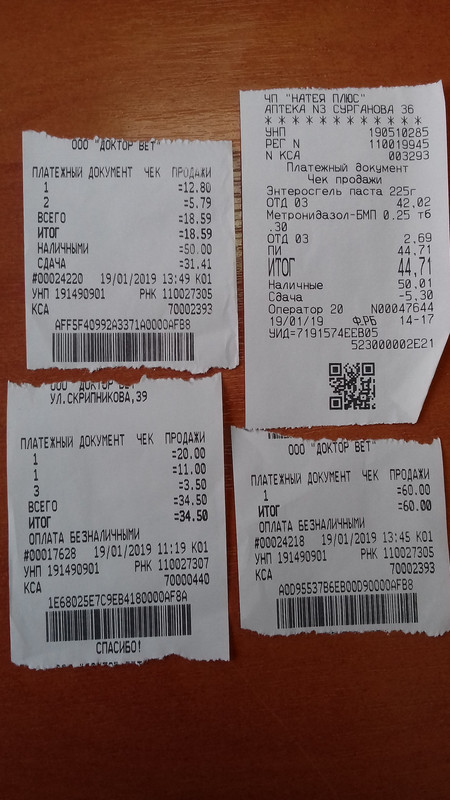 ООО "ДОКТОР ВЕТ"
ПЛАТЕЖНЫЙ ДОКУМЕНТ ЧЕК ПРОДАЖИ
1 =12.80
2 =5.79
ВСЕГО =18.59
ИТОГ =18.59
НАЛИЧНЫМИ =50.00
СДАЧА =31.41
#00024220 19/01/2019 13:49 К01
УНП 191490901 РНК 110027305
КСА 70002393
AFF5F40992A3371A0000AFB8
ЧП "НАТЕЯ ПЛЮС"
АПТЕКА N3 СУРГАНОВА 36
* * * * * * * * * * * *
УНП 190510285
РЕГ N 110019945
N КСА 003293
Платежный документ
Чек продажи
Энтеросгель паста 225г
ОТД 03 42,02
Метронидазол-БМП 0.25 тб
.30
ОТД 03 2,69
ПИ 44,71
ИТОГ 44,71
Наличные 50,01
Сдача -5,30
Оператор 20 N00047644
19/01/19 Ф.РБ 14-17
УИД-7191574EEB05
523000002E21
ООО "ДОКТОР ВЕТ"
УЛ.СКРИПНИКОВА,39
ПЛАТЕЖНЫЙ ДОКУМЕНТ ЧЕК ПРОДАЖИ
1 =20.00
1 =11.00
3 =3.50
ВСЕГО =34.50
ИТОГ =34.50
ОПЛАТА БЕЗНАЛИЧНЫМИ
#00017628 19/01/2019 11:19 К01
УНП 191490901 РНК 110027307
КСА 70000440
1E68025E7C9EB4180000AF8A
СПАСИБО!
ООО "ДОКТОР ВЕТ"
ПЛАТЕЖНЫЙ ДОКУМЕНТ ЧЕК ПРОДАЖИ
1 =60.00
ИТОГ =60.00
ОПЛАТА БЕЗНАЛИЧНЫМИ
#00024218 19/01/2019 13:45 К01
УНП 191490901 РНК 110027305
КСА 70002393
A0D95537B6EB00D90000AFB8